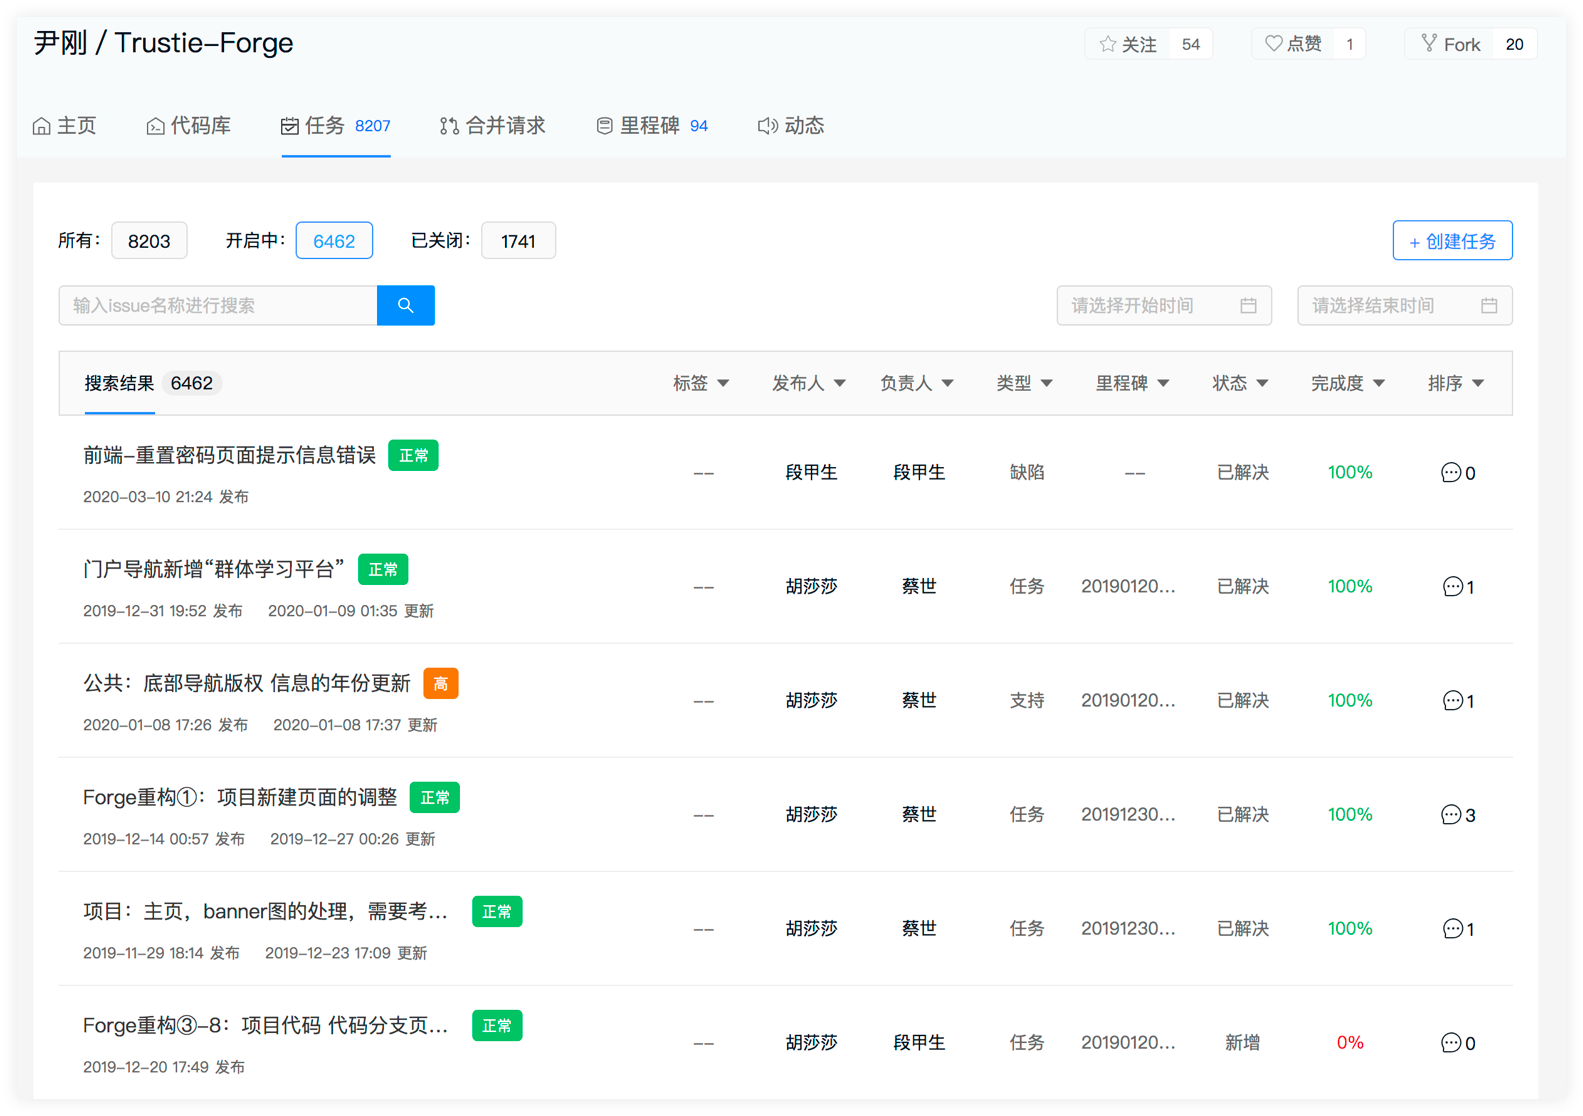 尹刚 / Trustie-Forge
关注 54 点赞 1 Fork 20
主页 代码库 任务 8207 合并请求 里程碑 94 动态
所有： 8203 开启中： 6462 已关闭： 1741 + 创建任务
输入issue名称进行搜索 请选择开始时间 请选择结束时间
搜索结果 6462 标签 发布人 负责人 类型 里程碑 状态 完成度 排序
前端-重置密码页面提示信息错误 正常
-- 段甲生 段甲生 缺陷 -- 已解决 100% 0
2020-03-10 21:24 发布
门户导航新增“群体学习平台” 正常
-- 胡莎莎 蔡世 任务 20190120... 已解决 100% 1
2019-12-31 19:52 发布 2020-01-09 01:35 更新
公共：底部导航版权 信息的年份更新 高
-- 胡莎莎 蔡世 支持 20190120... 已解决 100% 1
2020-01-08 17:26 发布 2020-01-08 17:37 更新
Forge重构①：项目新建页面的调整 正常
-- 胡莎莎 蔡世 任务 20191230... 已解决 100% 3
2019-12-14 00:57 发布 2019-12-27 00:26 更新
项目：主页，banner图的处理，需要考... 正常
-- 胡莎莎 蔡世 任务 20191230... 已解决 100% 1
2019-11-29 18:14 发布 2019-12-23 17:09 更新
Forge重构③-8：项目代码 代码分支页... 正常
-- 胡莎莎 段甲生 任务 20190120... 新增 0% 0
2019-12-20 17:49 发布